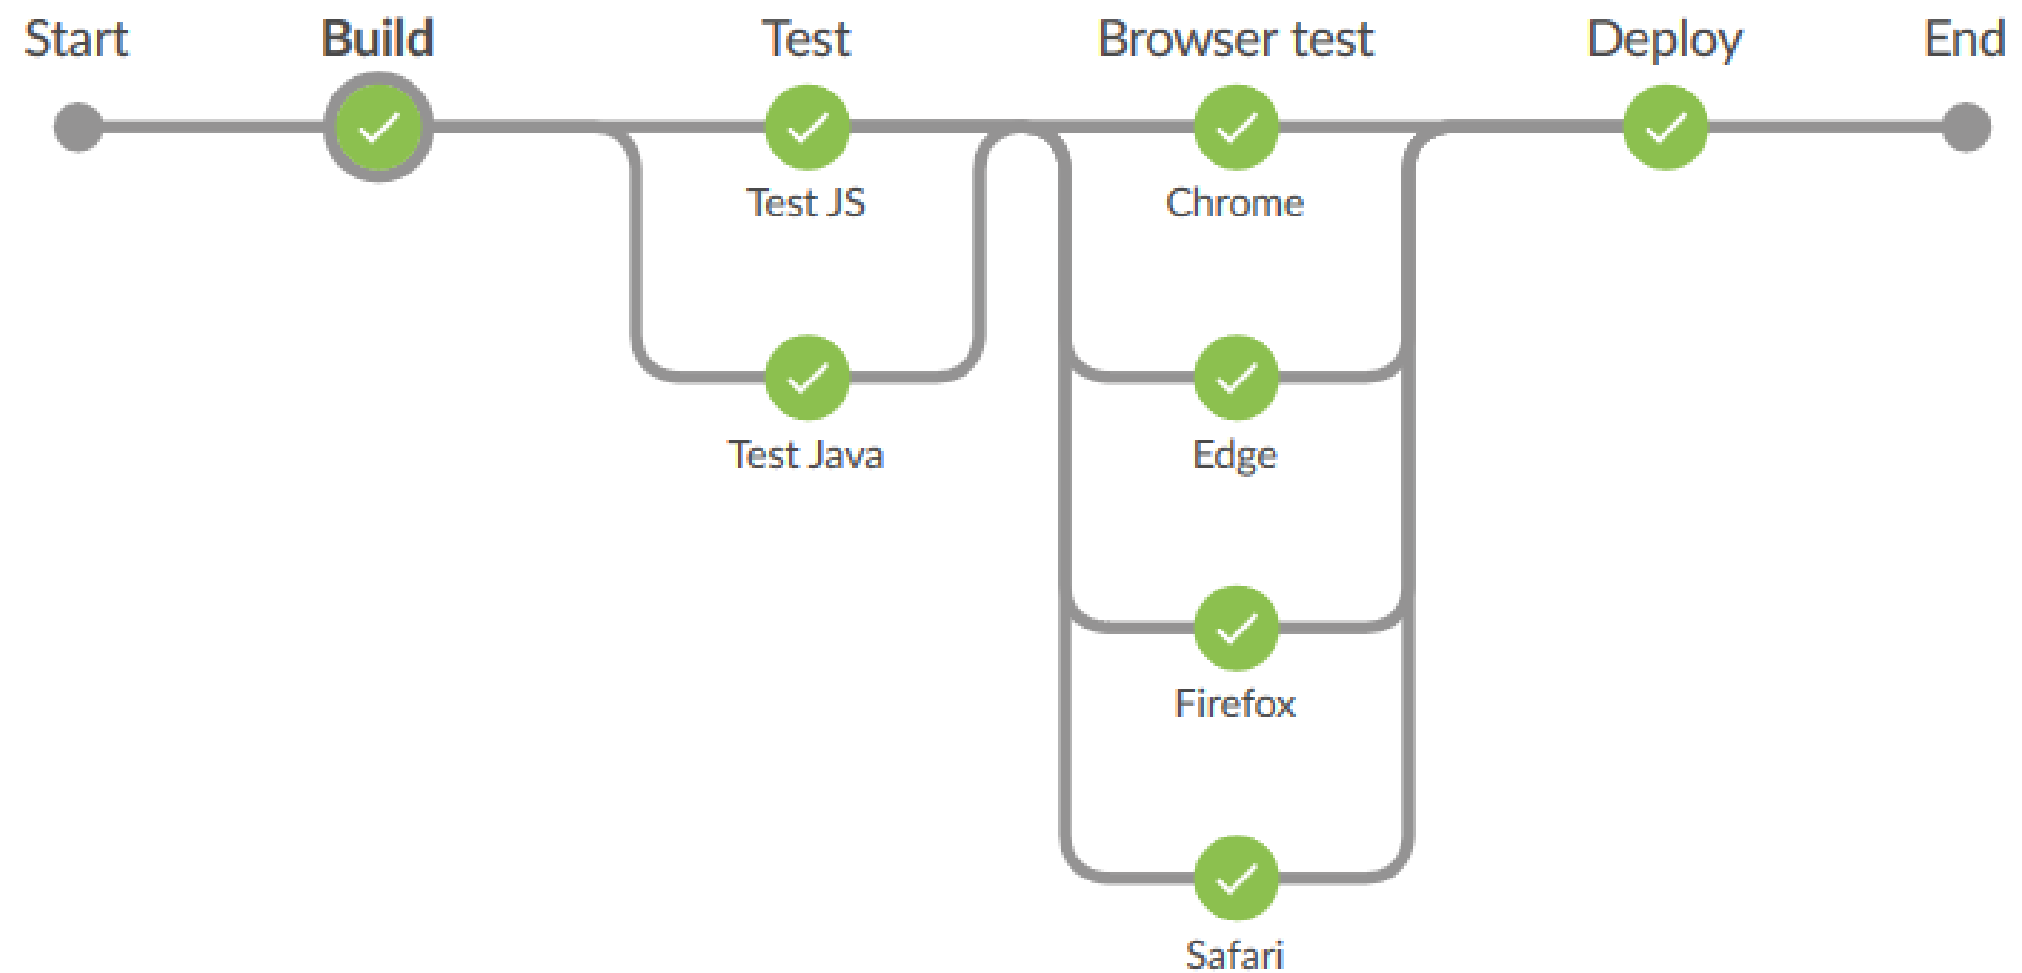 Start
Build
Test
Browser test
Deploy
End
Test JS
Chrome
Test Java
Edge
Firefox
Safari